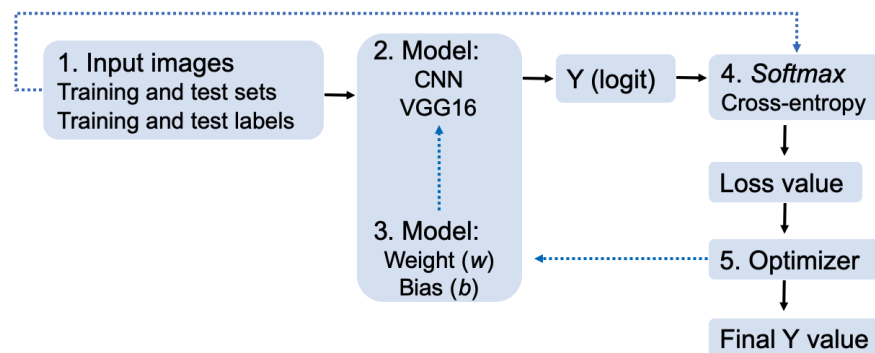 1. Input images
Training and test sets
Training and test labels
2. Model:
CNN
VGG16
3. Model:
Weight (w)
Bias (b)
Y (logit)
4. Softmax
Cross-entropy
Loss value
5. Optimizer
Final Y value